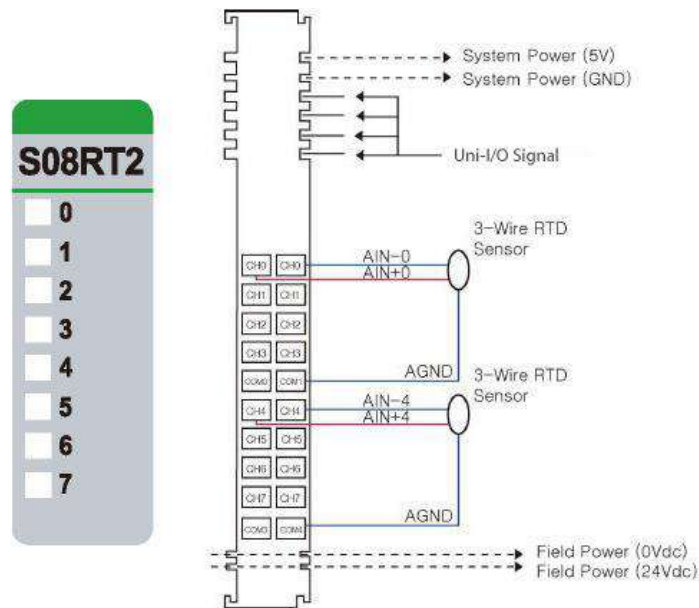 S08RT2
0
1
2
3
4
5
6
7
System Power (5V)
System Power (GND)
Uni-I/O Signal
3-Wire RTD
Sensor
AIN-0
AIN+0
CH0 CH0
CH1 CH1
CH2 CH2
CH3 CH3
COM0 COM1
AGND
3-Wire RTD
Sensor
AIN-4
AIN+4
CH4 CH4
CH5 CH5
CH6 CH6
CH7 CH7
COM3 COM4
AGND
Field Power (0Vdc)
Field Power (24Vdc)